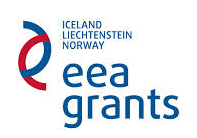 ICELAND
LIECHTENSTEIN
NORWAY
eea
grants